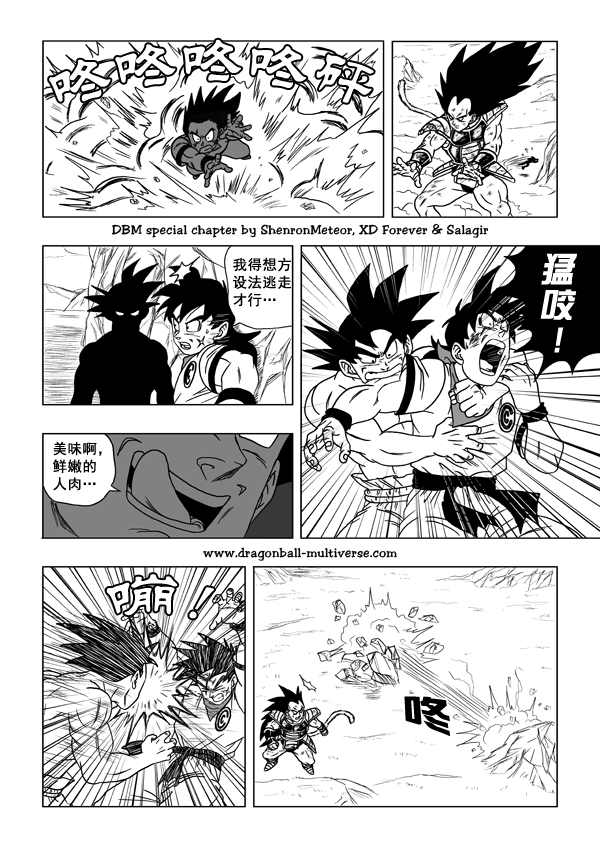 咚咚咚咚咚砰
DBM special chapter by ShenronMeteor, XD Forever & Salagir
我得想方
设法逃走
才行…
猛咬！
美味啊，
鲜嫩的
人肉…
www.dragonball-multiverse.com
嘣！
咚